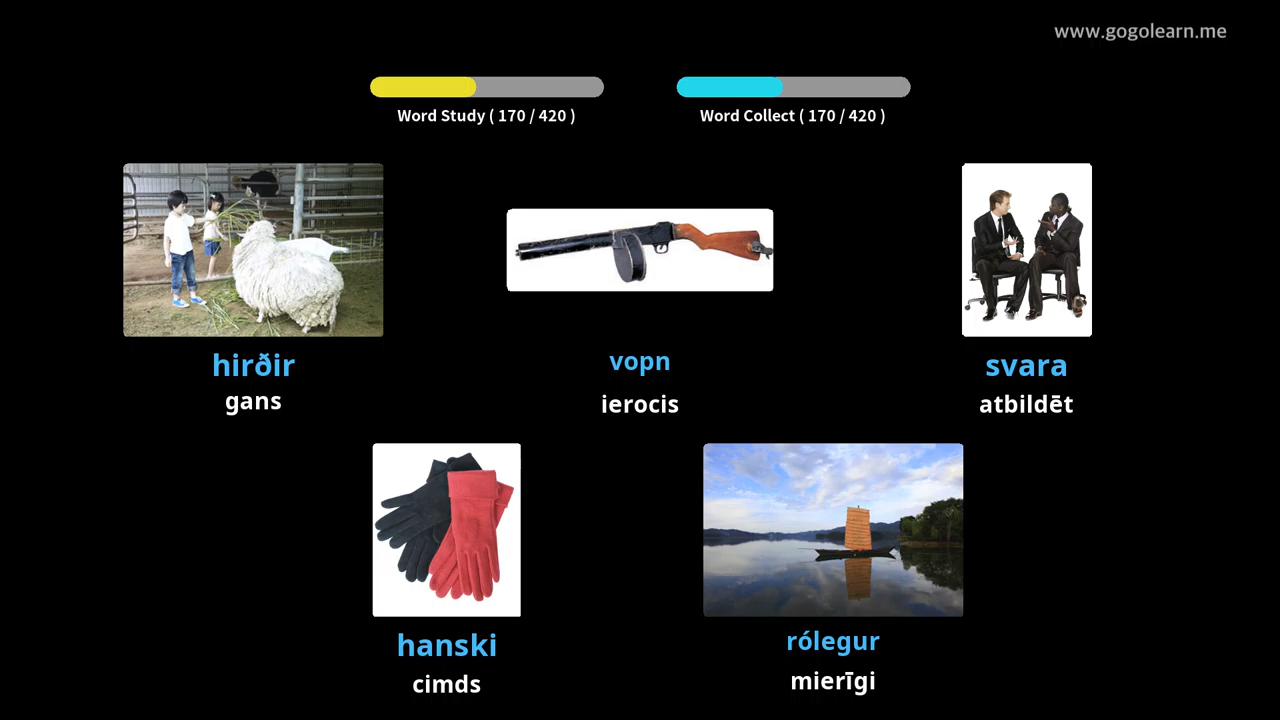 www.gogolearn.me
Word Study ( 170 / 420 )
Word Collect ( 170 / 420 )
hirðir
gans
vopn
ierocis
svara
atbildēt
hanski
cimds
rólegur
mierīgi